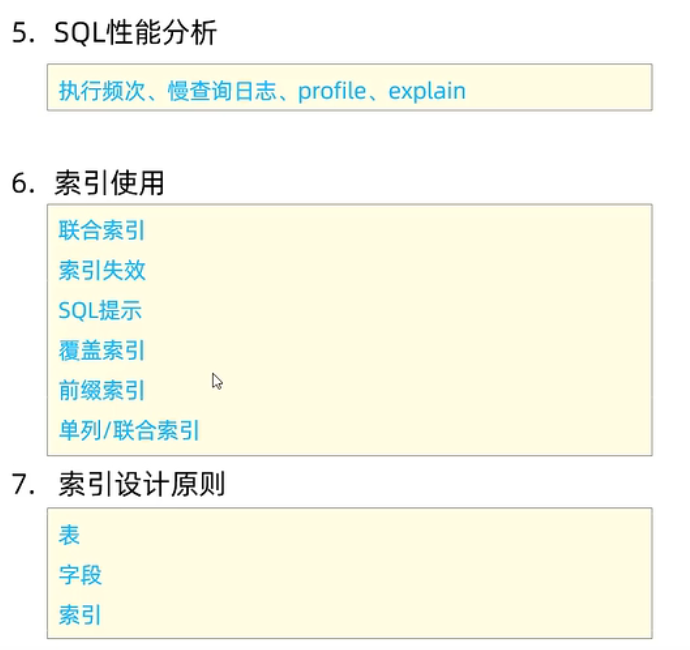 5. SQL性能分析
执行频次、慢查询日志、profile、explain
6. 索引使用
联合索引
索引失效
SQL提示
覆盖索引
前缀索引
单列/联合索引
7. 索引设计原则
表
字段
索引